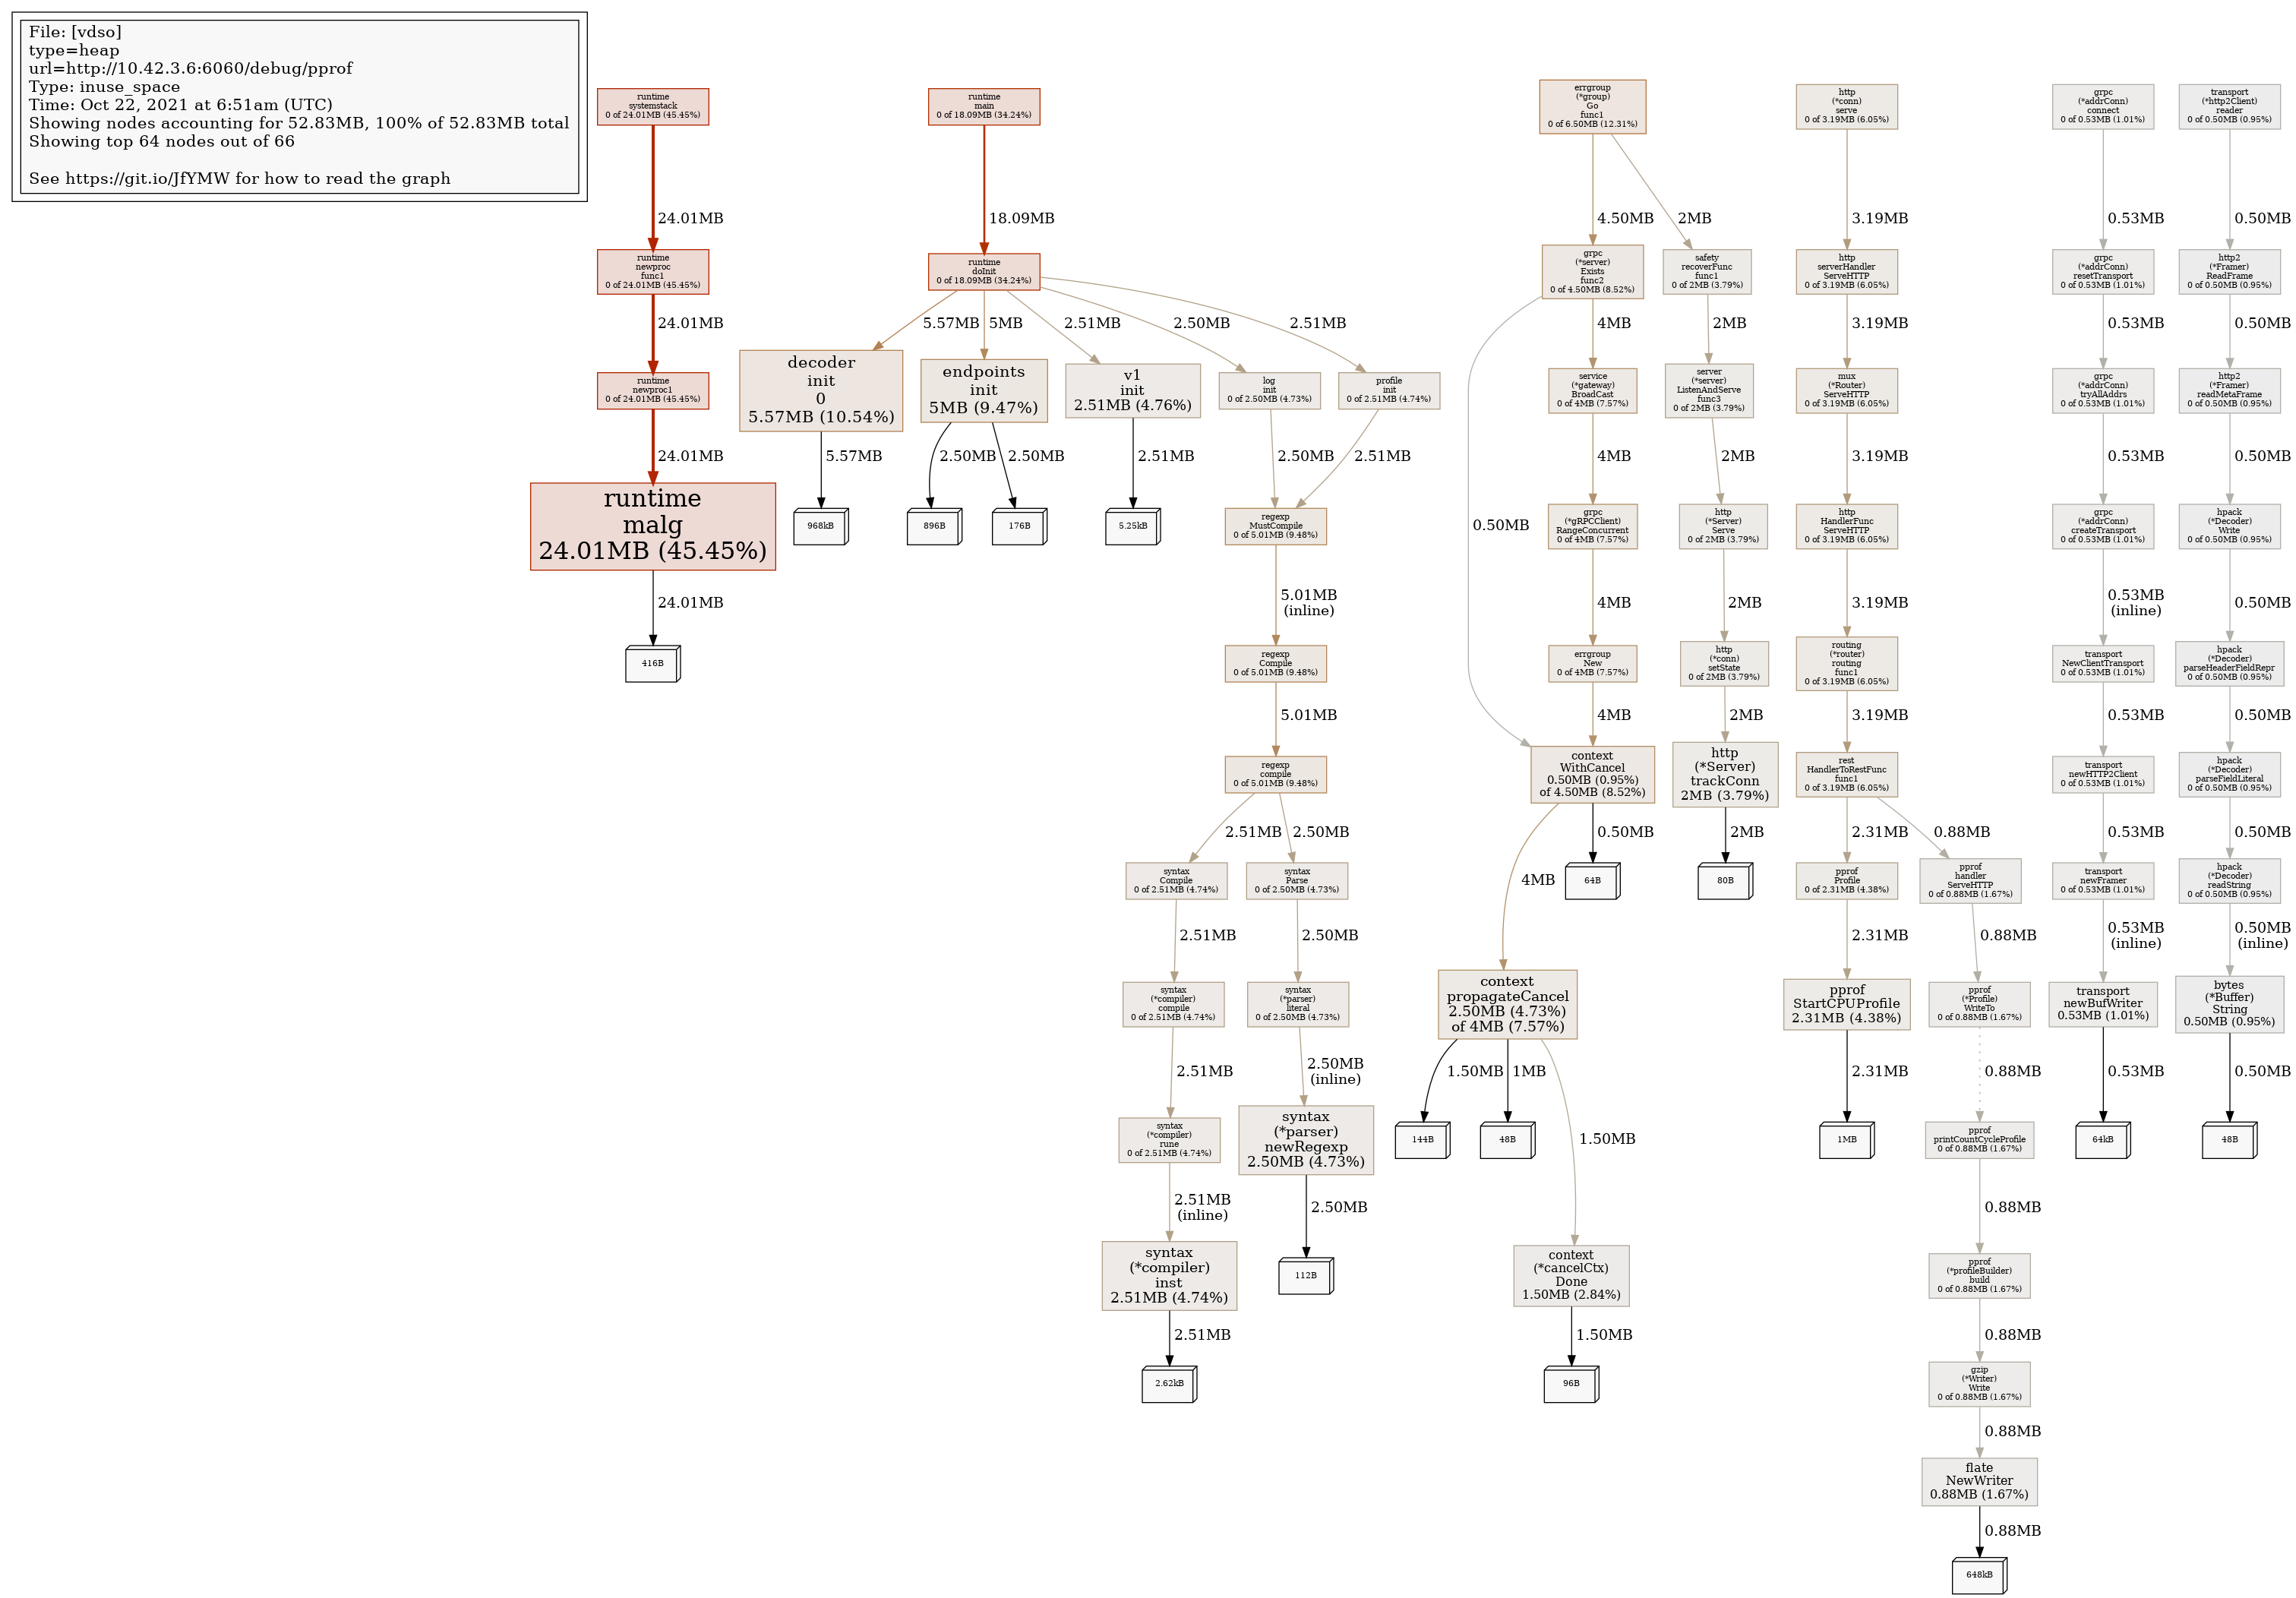 File: [vdso]
type=heap
url=http://10.42.3.6:6060/debug/pprof
Type: inuse_space
Time: Oct 22, 2021 at 6:51am (UTC)
Showing nodes accounting for 52.83MB, 100% of 52.83MB total
Showing top 64 nodes out of 66
See https://git.io/JfYMW for how to read the graph
runtime
systemstack
0 of 24.01MB (45.45%)
24.01MB
runtime
newproc
func1
0 of 24.01MB (45.45%)
24.01MB
runtime
newproc1
0 of 24.01MB (45.45%)
24.01MB
runtime
malg
24.01MB (45.45%)
24.01MB
416B
runtime
main
0 of 18.09MB (34.24%)
18.09MB
runtime
doInit
0 of 18.09MB (34.24%)
5.57MB
5MB
2.51MB
2.50MB
2.51MB
decoder
init
0
5.57MB (10.54%)
5.57MB
968kB
endpoints
init
5MB (9.47%)
2.50MB
2.50MB
896B
176B
v1
init
2.51MB (4.76%)
2.51MB
5.25kB
log
init
0 of 2.50MB (4.73%)
2.50MB
profile
init
0 of 2.51MB (4.74%)
2.51MB
regexp
MustCompile
0 of 5.01MB (9.48%)
5.01MB
(inline)
regexp
Compile
0 of 5.01MB (9.48%)
5.01MB
regexp
compile
0 of 5.01MB (9.48%)
2.51MB
2.50MB
syntax
Compile
0 of 2.51MB (4.74%)
2.51MB
syntax
(*compiler)
compile
0 of 2.51MB (4.74%)
2.51MB
syntax
(*compiler)
rune
0 of 2.51MB (4.74%)
2.51MB
(inline)
syntax
(*compiler)
inst
2.51MB (4.74%)
2.51MB
2.62kB
syntax
Parse
0 of 2.50MB (4.73%)
2.50MB
syntax
(*parser)
literal
0 of 2.50MB (4.73%)
2.50MB
(inline)
syntax
(*parser)
newRegexp
2.50MB (4.73%)
2.50MB
112B
errgroup
(*group)
Go
func1
0 of 6.50MB (12.31%)
4.50MB
2MB
grpc
(*server)
Exists
func2
0 of 4.50MB (8.52%)
0.50MB
4MB
service
(*gateway)
BroadCast
0 of 4MB (7.57%)
4MB
grpc
(*gRPCClient)
RangeConcurrent
0 of 4MB (7.57%)
4MB
errgroup
New
0 of 4MB (7.57%)
4MB
context
WithCancel
0.50MB (0.95%)
of 4.50MB (8.52%)
4MB
0.50MB
64B
context
propagateCancel
2.50MB (4.73%)
of 4MB (7.57%)
1.50MB
1MB
1.50MB
144B
48B
context
(*cancelCtx)
Done
1.50MB (2.84%)
1.50MB
96B
safety
recoverFunc
func1
0 of 2MB (3.79%)
2MB
server
(*server)
ListenAndServe
func3
0 of 2MB (3.79%)
2MB
http
(*Server)
Serve
0 of 2MB (3.79%)
2MB
http
(*conn)
setState
0 of 2MB (3.79%)
2MB
http
(*Server)
trackConn
2MB (3.79%)
2MB
80B
http
(*conn)
serve
0 of 3.19MB (6.05%)
3.19MB
http
serverHandler
ServeHTTP
0 of 3.19MB (6.05%)
3.19MB
mux
(*Router)
ServeHTTP
0 of 3.19MB (6.05%)
3.19MB
http
HandlerFunc
ServeHTTP
0 of 3.19MB (6.05%)
3.19MB
routing
(*router)
routing
func1
0 of 3.19MB (6.05%)
3.19MB
rest
HandlerToRestFunc
func1
0 of 3.19MB (6.05%)
2.31MB
0.88MB
pprof
Profile
0 of 2.31MB (4.38%)
2.31MB
pprof
StartCPUProfile
2.31MB (4.38%)
2.31MB
1MB
pprof
handler
ServeHTTP
0 of 0.88MB (1.67%)
0.88MB
pprof
(*Profile)
WriteTo
0 of 0.88MB (1.67%)
0.88MB
pprof
printCountCycleProfile
0 of 0.88MB (1.67%)
0.88MB
pprof
(*profileBuilder)
build
0 of 0.88MB (1.67%)
0.88MB
gzip
(*Writer)
Write
0 of 0.88MB (1.67%)
0.88MB
flate
NewWriter
0.88MB (1.67%)
0.88MB
648kB
grpc
(*addrConn)
connect
0 of 0.53MB (1.01%)
0.53MB
grpc
(*addrConn)
resetTransport
0 of 0.53MB (1.01%)
0.53MB
grpc
(*addrConn)
tryAllAddrs
0 of 0.53MB (1.01%)
0.53MB
grpc
(*addrConn)
createTransport
0 of 0.53MB (1.01%)
0.53MB
(inline)
transport
NewClientTransport
0 of 0.53MB (1.01%)
0.53MB
transport
newHTTP2Client
0 of 0.53MB (1.01%)
0.53MB
transport
newFramer
0 of 0.53MB (1.01%)
0.53MB
(inline)
transport
newBufWriter
0.53MB (1.01%)
0.53MB
64kB
transport
(*http2Client)
reader
0 of 0.50MB (0.95%)
0.50MB
http2
(*Framer)
ReadFrame
0 of 0.50MB (0.95%)
0.50MB
http2
(*Framer)
readMetaFrame
0 of 0.50MB (0.95%)
0.50MB
hpack
(*Decoder)
Write
0 of 0.50MB (0.95%)
0.50MB
hpack
(*Decoder)
parseHeaderFieldRepr
0 of 0.50MB (0.95%)
0.50MB
hpack
(*Decoder)
parseFieldLiteral
0 of 0.50MB (0.95%)
0.50MB
hpack
(*Decoder)
readString
0 of 0.50MB (0.95%)
0.50MB
(inline)
bytes
(*Buffer)
String
0.50MB (0.95%)
0.50MB
48B